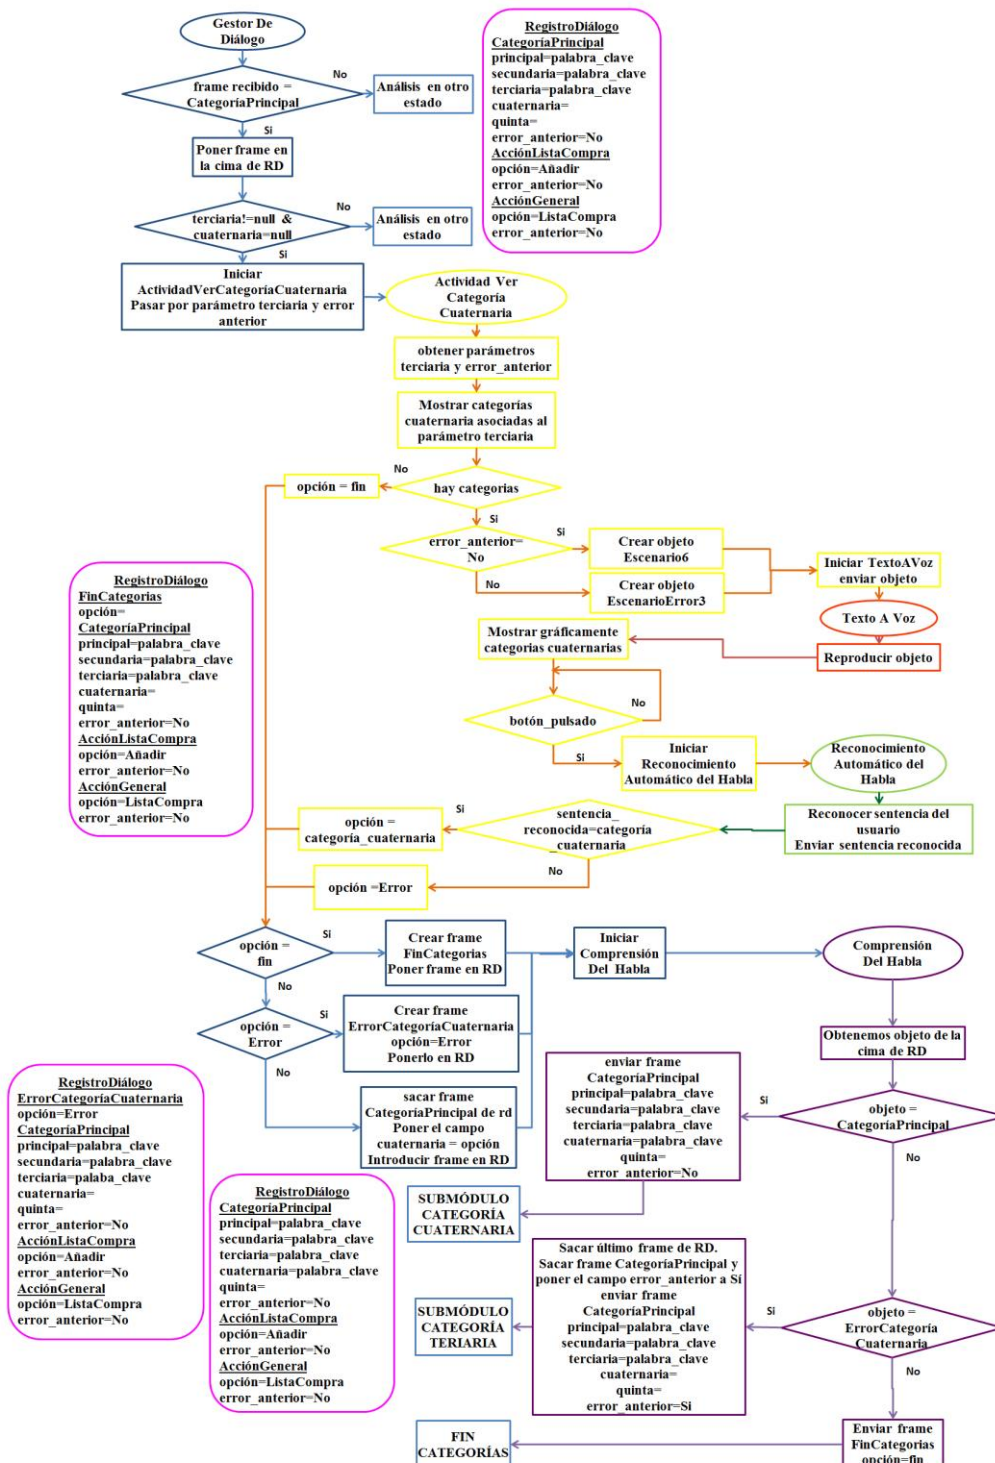 Gestor De
Diálogo
frame recibido =
CategoríaPrincipal
No
Análisis en otro
estado
Si
Poner frame en
la cima de RD
terciaria!=null &
cuaternaria=null
No
Análisis en otro
estado
Si
Iniciar
ActividadVerCategoríaCuaternaria
Pasar por parámetro terciaria y error
anterior
RegistroDiálogo
CategoríaPrincipal
principal=palabra_clave
secundaria=palabra_clave
terciaria=palabra_clave
cuaternaria=
quinta=
error_anterior=No
AcciónListaCompra
opción=Añadir
error_anterior=No
AcciónGeneral
opción=ListaCompra
error_anterior=No
Actividad Ver
Categoría
Cuaternaria
obtener parámetros
terciaria y error_anterior
Mostrar categorías
cuaternaria asociadas al
parámetro terciaria
No
opción = fin
hay categorias
Si
error_anterior=
No
Si
Crear objeto
Escenario6
No
Crear objeto
EscenarioError3
Iniciar TextoAVoz
enviar objeto
Texto A Voz
Reproducir objeto
Mostrar gráficamente
categorias cuaternarias
botón_pulsado
No
Si
Iniciar
Reconocimiento
Automático del Habla
Reconocimiento
Automático del
Habla
Reconocer sentencia del
usuario
Enviar sentencia reconocida
sentencia_
reconocida=categoría
_cuaternaria
Si
opción =
categoría_cuaternaria
No
opción =Error
RegistroDiálogo
FinCategorias
opción=
CategoríaPrincipal
principal=palabra_clave
secundaria=palabra_clave
terciaria=palabra_clave
cuaternaria=
quinta=
error_anterior=No
AcciónListaCompra
opción=Añadir
error_anterior=No
AcciónGeneral
opción=ListaCompra
error_anterior=No
opción =
fin
Si
Crear frame
FinCategorias
Poner frame en RD
Iniciar
Comprensión
Del Habla
Comprensión
Del Habla
No
opción =
Error
Si
Crear frame
ErrorCategoríaCuaternaria
opción=Error
Ponerlo en RD
No
sacar frame
CategoríaPrincipal de rd
Poner el campo
cuaternaria = opción
Introducir frame en RD
Obtenemos objeto de la
cima de RD
objeto =
CategoríaPrincipal
Si
enviar frame
CategoríaPrincipal
principal=palabra_clave
secundaria=palabra_clave
terciaria=palabra_clave
cuaternaria=palabra_clave
quinta=
error_anterior=No
No
SUBMÓDULO
CATEGORÍA
CUATERNARIA
RegistroDiálogo
ErrorCategoríaCuaternaria
opción=Error
CategoríaPrincipal
principal=palabra_clave
secundaria=palabra_clave
terciaria=palaba_clave
cuaternaria=
quinta=
error_anterior=No
AcciónListaCompra
opción=Añadir
error_anterior=No
AcciónGeneral
opción=ListaCompra
error_anterior=No
RegistroDiálogo
CategoríaPrincipal
principal=palabra_clave
secundaria=palabra_clave
terciaria=palabra_clave
cuaternaria=palabra_clave
quinta=
error_anterior=No
AcciónListaCompra
opción=Añadir
error_anterior=No
AcciónGeneral
opción=ListaCompra
error_anterior=No
Sacar último frame de RD.
Sacar frame CategoríaPrincipal y
poner el campo error_anterior a Sí
enviar frame
CategoríaPrincipal
principal=palabra_clave
secundaria=palabra_clave
terciaria=palabra_clave
cuaternaria=
quinta=
error_anterior=Si
SUBMÓDULO
CATEGORÍA
TERIARIA
objeto =
ErrorCategoría
Cuaternaria
Si
No
Enviar frame
FinCategorias
opción=fin
FIN
CATEGORÍAS